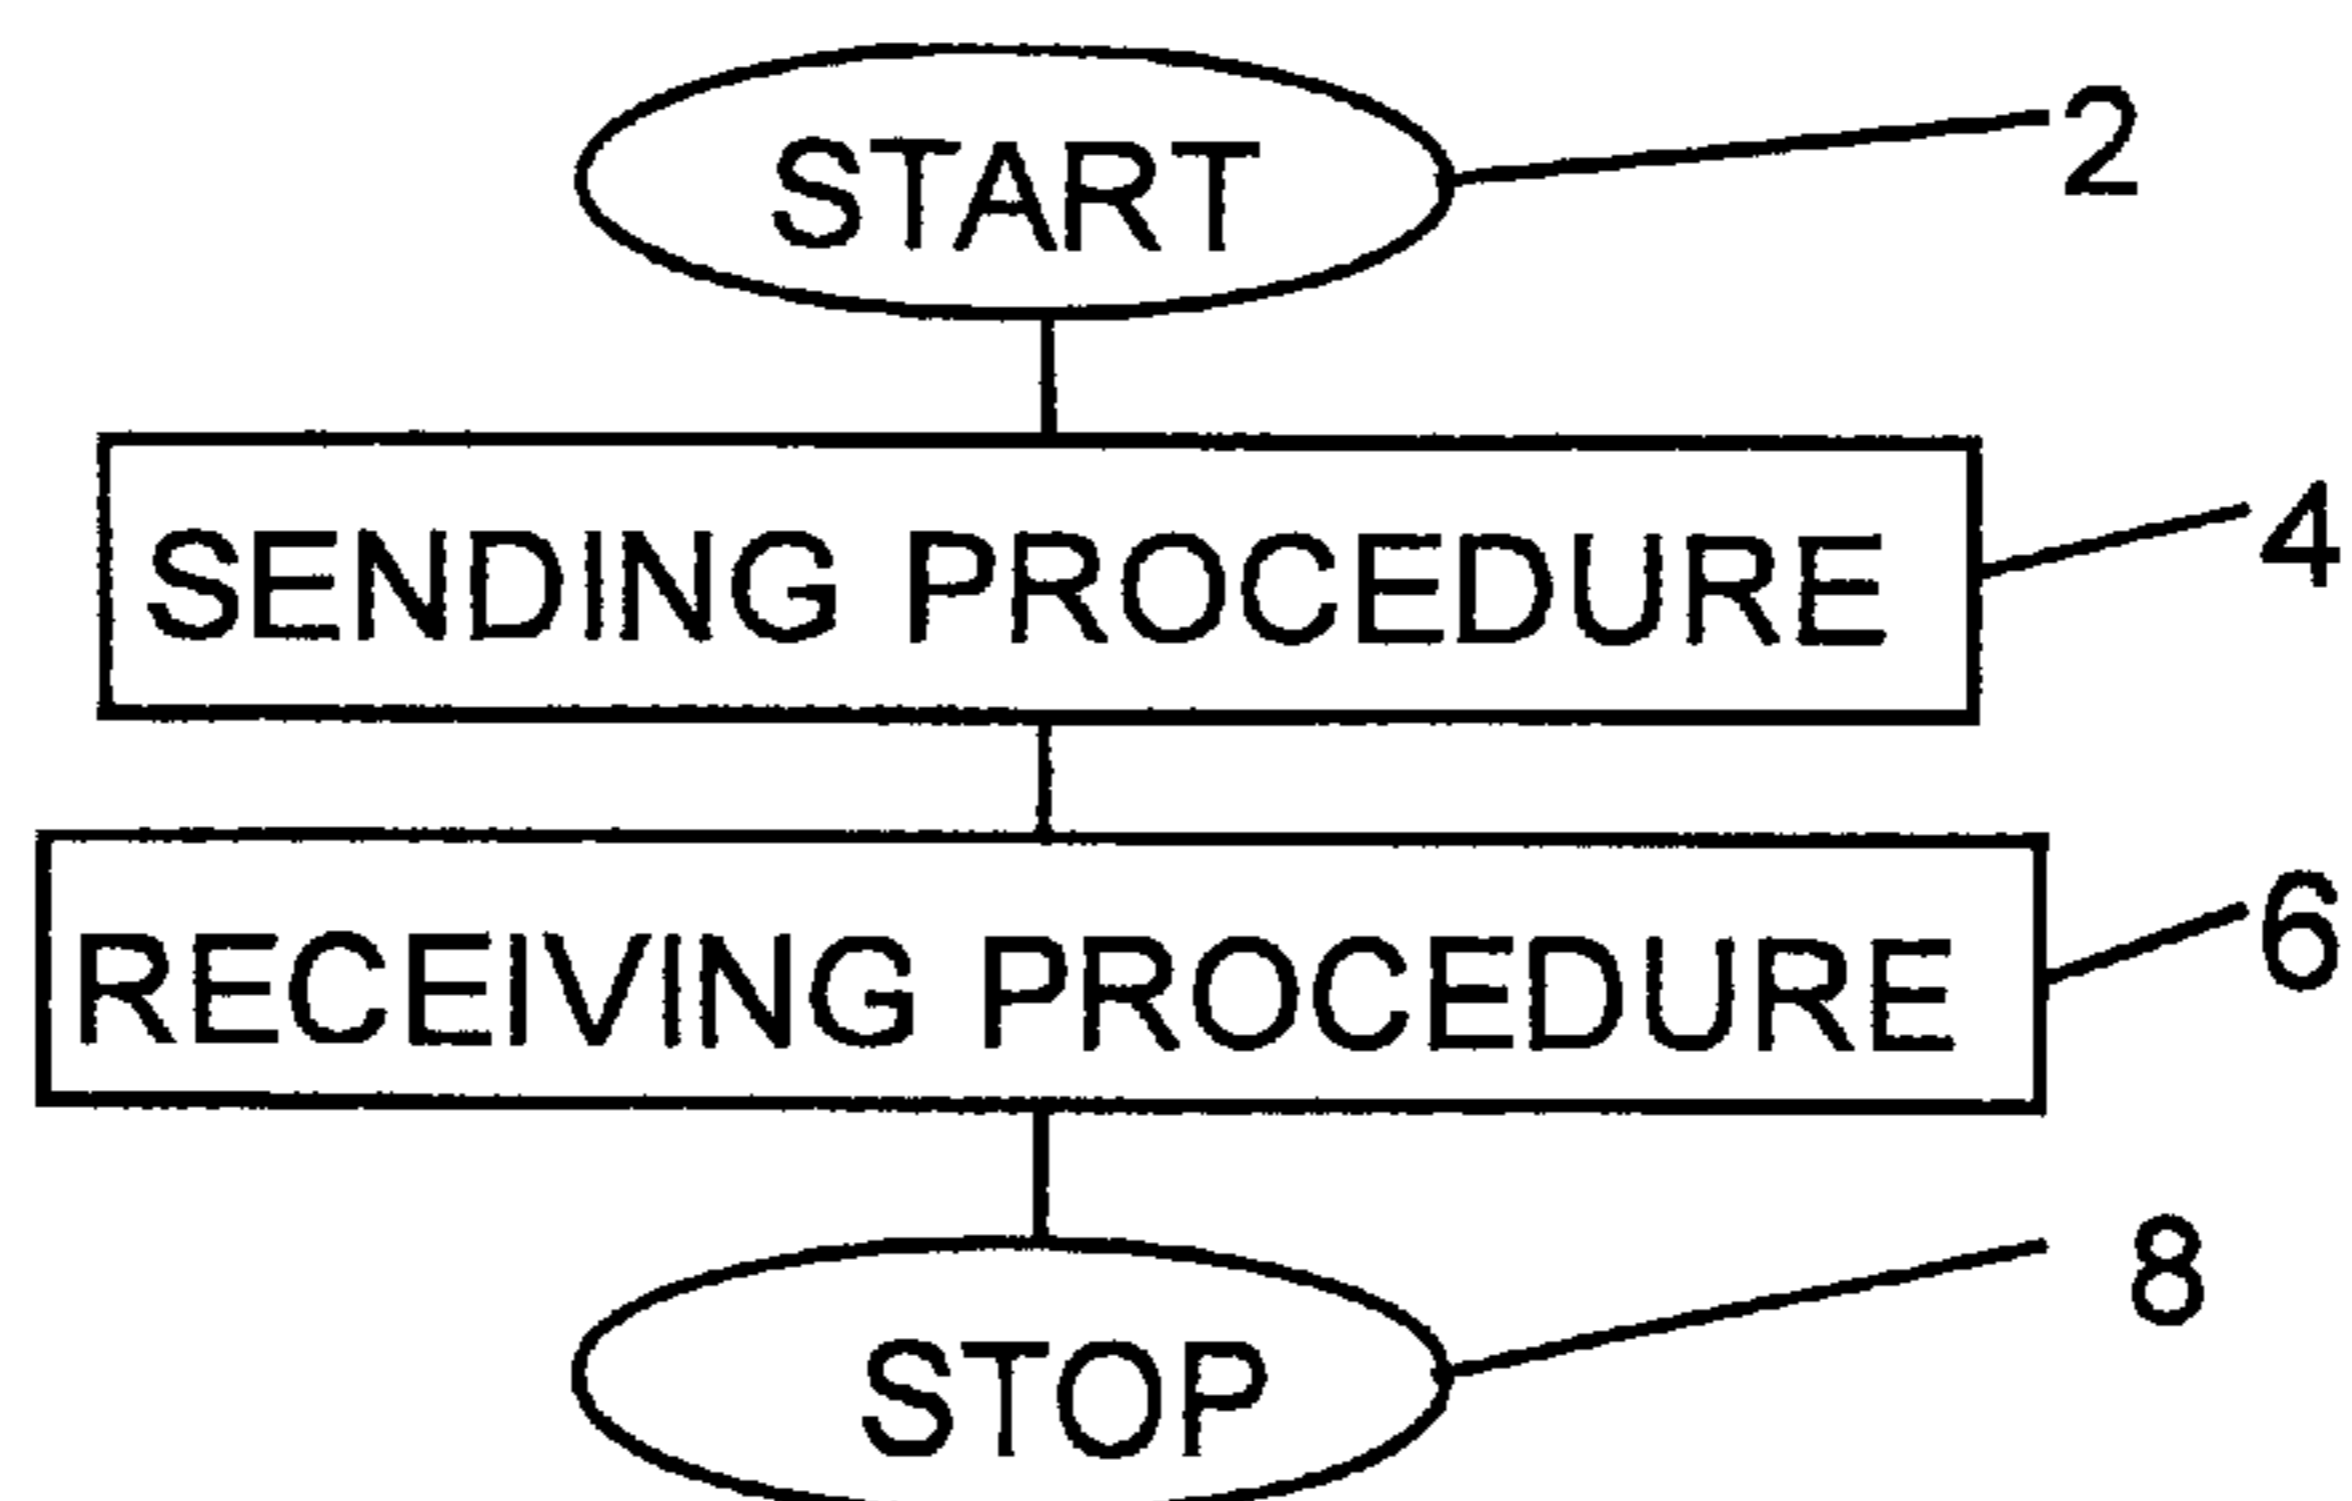 START 2
SENDING PROCEDURE 4
RECEIVING PROCEDURE 6
STOP 8